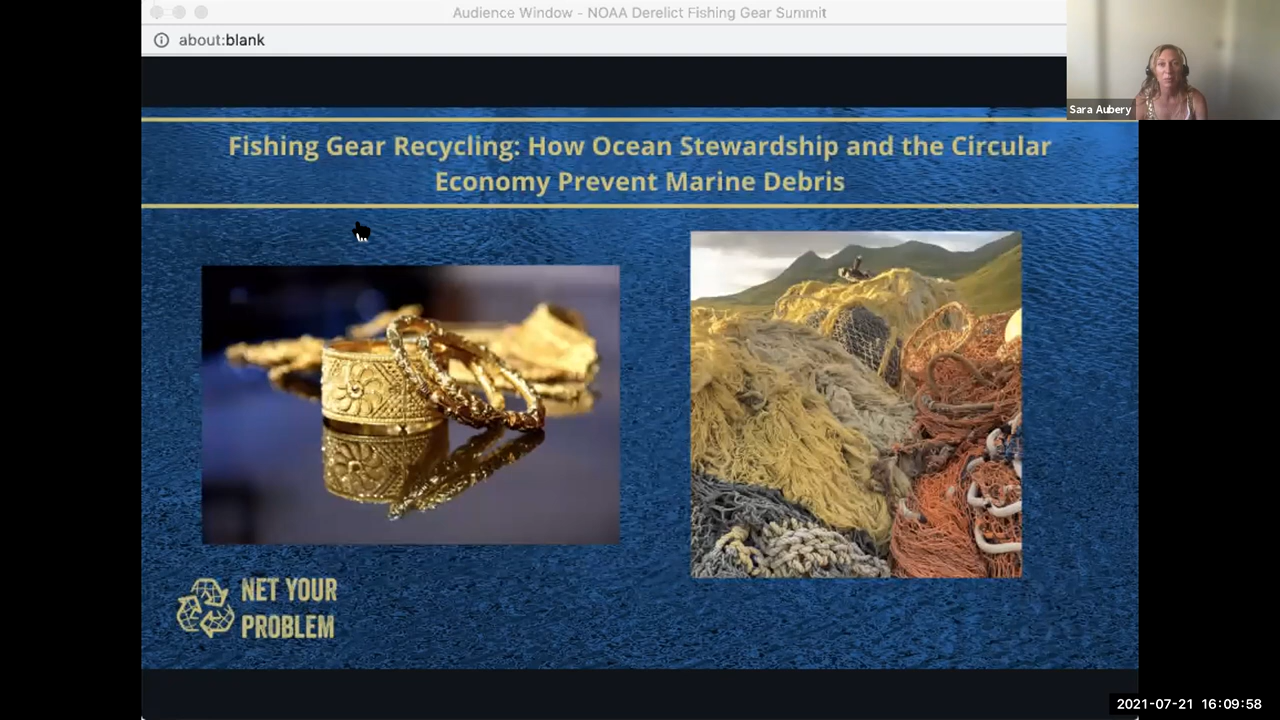 Audience Window - NOAA Derelict Fishing Gear Summit
about:blank
Sara Aubery
Fishing Gear Recycling: How Ocean Stewardship and the Circular
Economy Prevent Marine Debris
NET YOUR
PROBLEM
2021-07-21 16:09:58